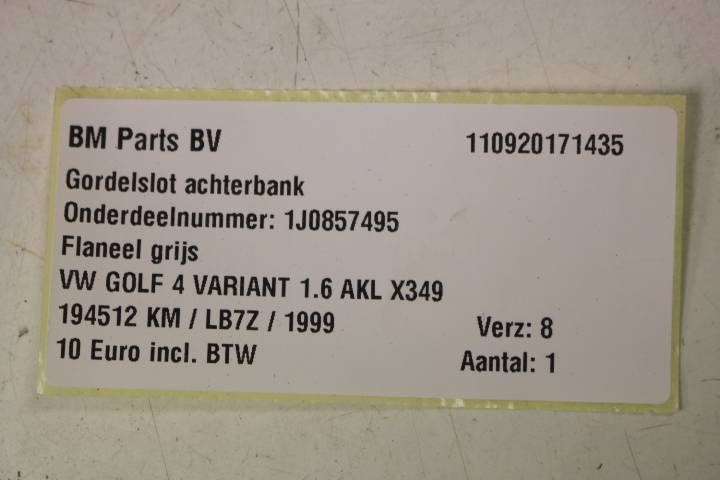 BM Parts BV 110920171435
Gordelslot achterbank
Onderdeelnummer: 1J0857495
Flaneel grijs
VW GOLF 4 VARIANT 1.6 AKL X349
194512 KM / LB7Z / 1999 Verz: 8
10 Euro incl. BTW Aantal: 1